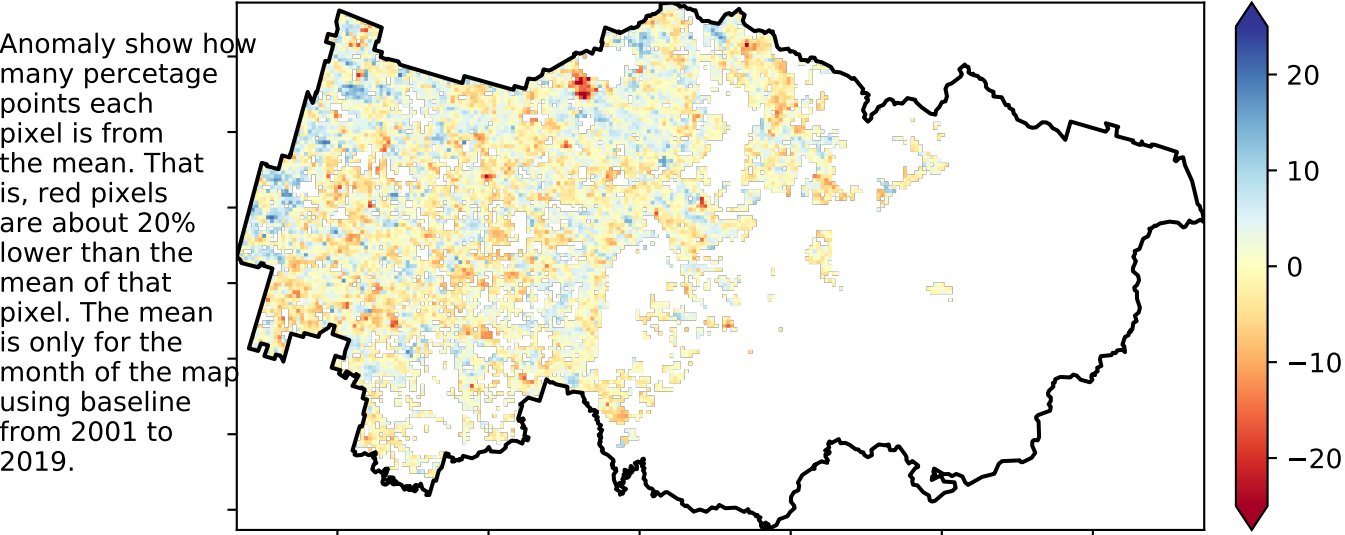 Anomaly show how
many percetage
points each
pixel is from
the mean. That
is, red pixels
are about 20%
lower than the
mean of that
pixel. The mean
is only for the
month of the map
using baseline
from 2001 to
2019.
20
10
0
−10
−20